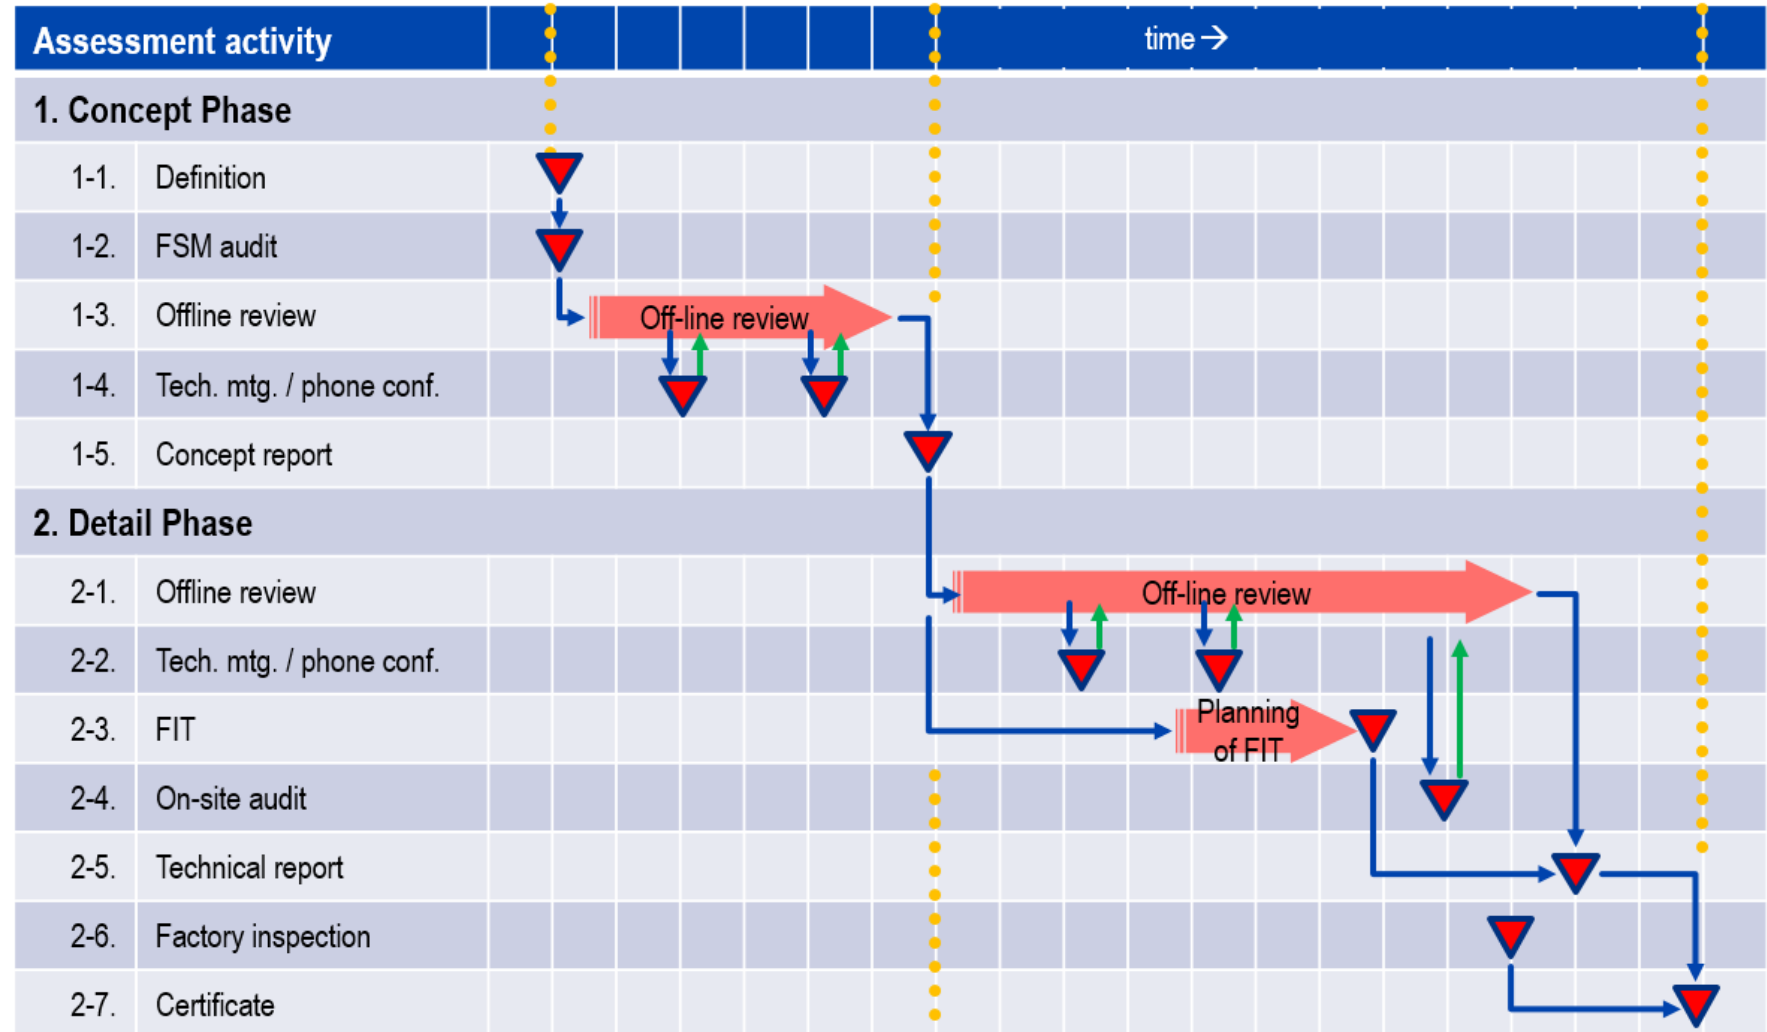 Assessment activity
time →
1. Concept Phase
1-1. Definition
1-2. FSM audit
1-3. Offline review
Off-line review
1-4. Tech. mtg. / phone conf.
1-5. Concept report
2. Detail Phase
2-1. Offline review
Off-line review
2-2. Tech. mtg. / phone conf.
2-3. FIT
Planning
of FIT
2-4. On-site audit
2-5. Technical report
2-6. Factory inspection
2-7. Certificate